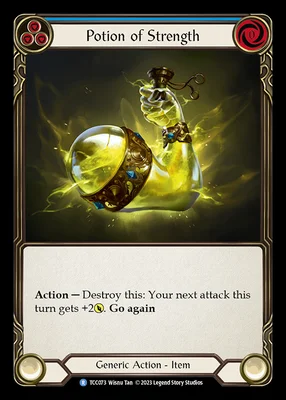 Potion of Strength
Action — Destroy this: Your next attack this
turn gets +2. Go again
Generic Action - Item
R TCC073 Wisnu Tan © 2023 Legend Story Studios